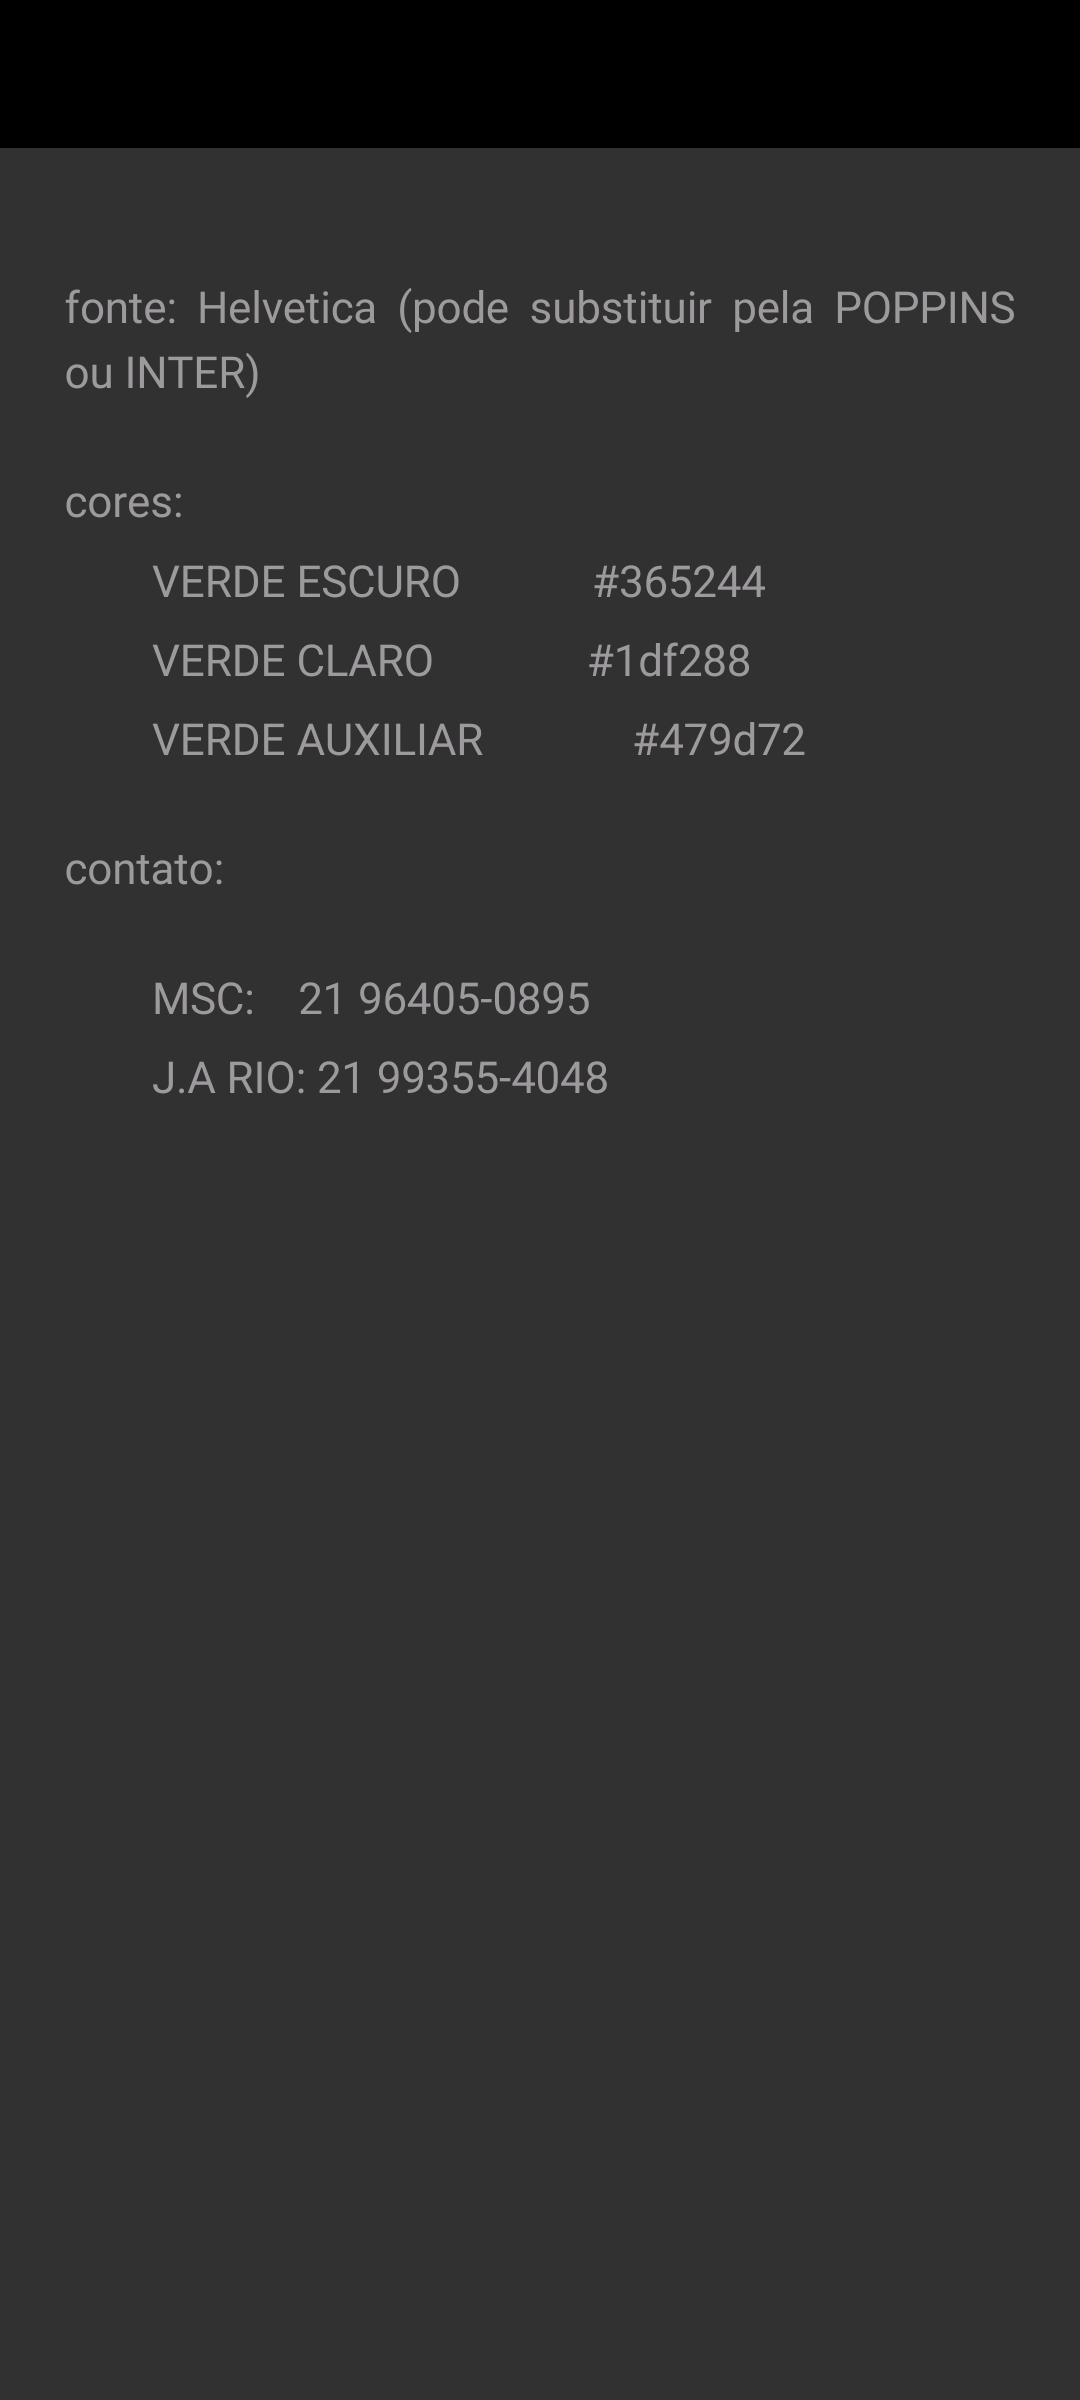 fonte: Helvetica (pode substituir pela POPPINS
ou INTER)
cores:
VERDE ESCURO #365244
VERDE CLARO #1df288
VERDE AUXILIAR #479d72
contato:
MSC: 21 96405-0895
J.A RIO: 21 99355-4048